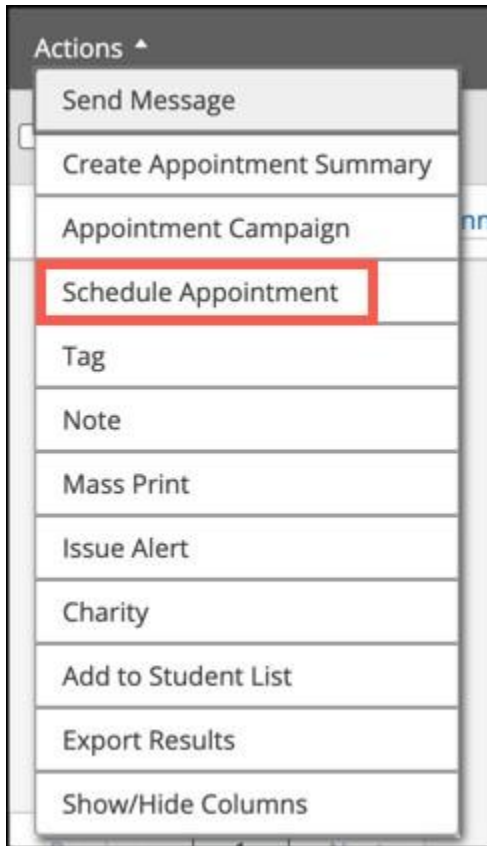 Actions
Send Message
Create Appointment Summary
Appointment Campaign
Schedule Appointment
Tag
Note
Mass Print
Issue Alert
Charity
Add to Student List
Export Results
Show/Hide Columns